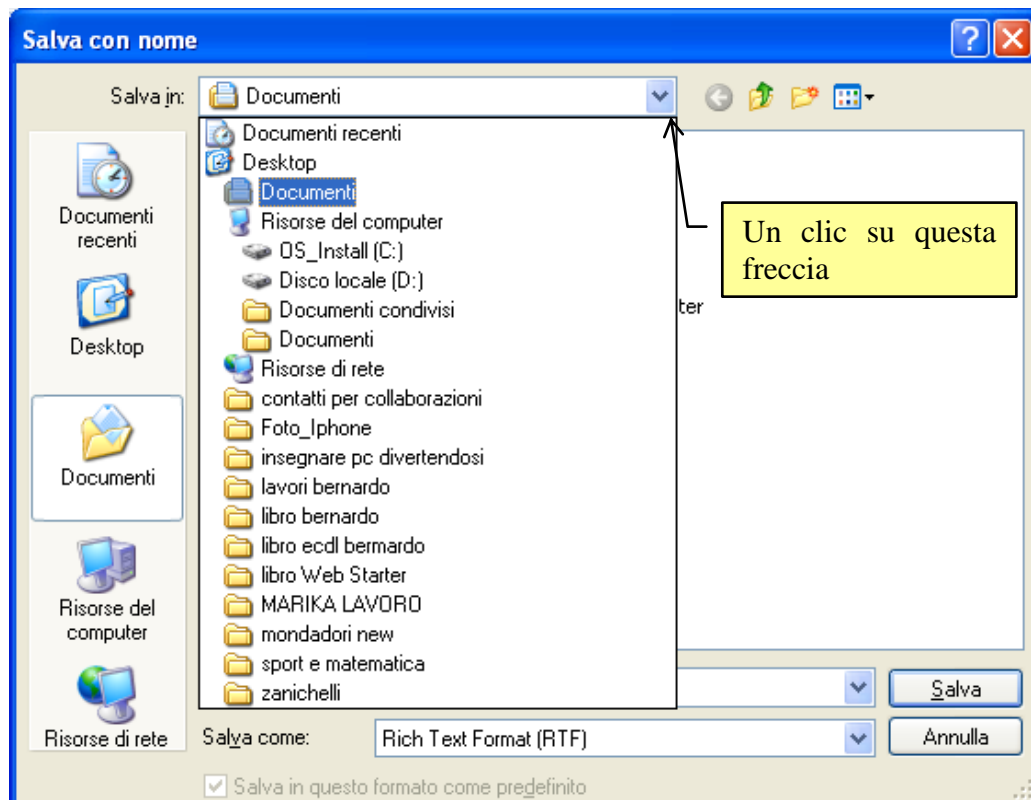 Salva con nome
Salva in:
Documenti
Documenti recenti
Desktop
Documenti
Risorse del computer
OS_Install (C:)
Disco locale (D:)
Documenti condivisi
Documenti
Risorse di rete
contatti per collaborazioni
Foto_Iphone
insegnare pc divertendosi
lavori bernardo
libro bernardo
libro ecdl bermardo
libro Web Starter
MARIKA LAVORO
mondadori new
sport e matematica
zanichelli
Un clic su questa
freccia
ter
Documenti
recenti
Desktop
Documenti
Risorse del
computer
Risorse di rete
Salva
Salva come:
Rich Text Format (RTF)
Annulla
Salva in questo formato come predefinito